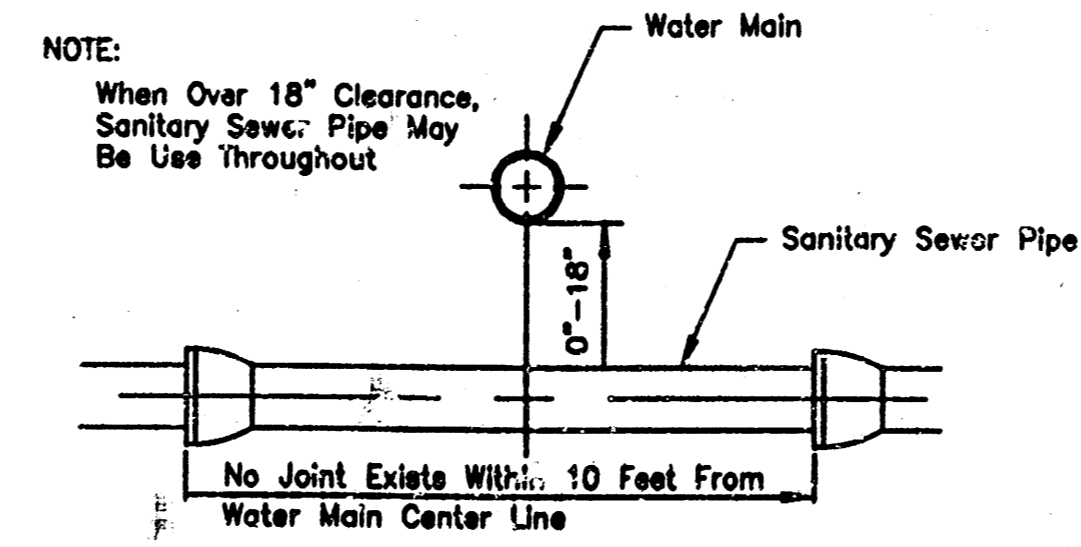 NOTE:
When Over 18" Clearance,
Sanitary Sewer Pipe May
Be Use Throughout
Water Main
0"-18"
Sanitary Sewer Pipe
No Joint Exists Within 10 Feet From
Water Main Center Line